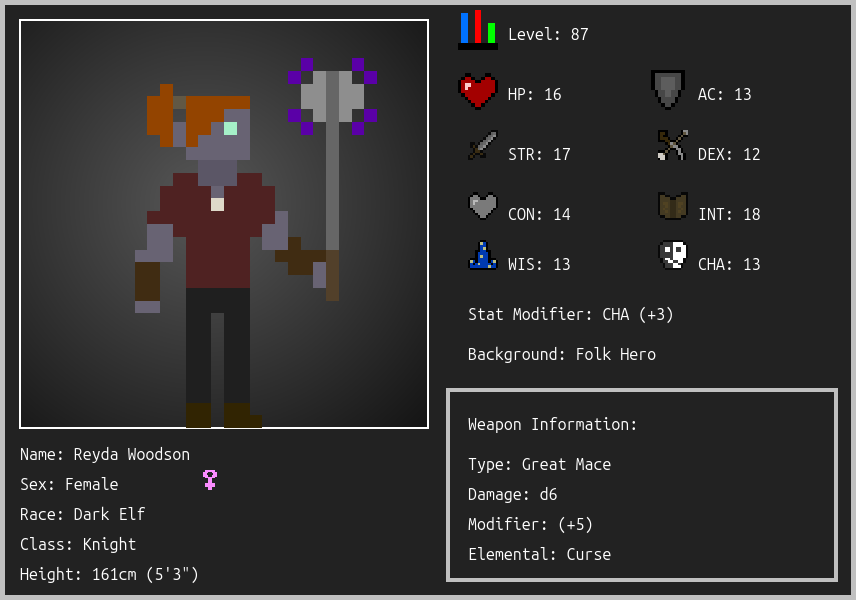 Level: 87
HP: 16
AC: 13
STR: 17
DEX: 12
CON: 14
INT: 18
WIS: 13
CHA: 13
Stat Modifier: CHA (+3)
Background: Folk Hero
Weapon Information:
Type: Great Mace
Damage: d6
Modifier: (+5)
Elemental: Curse
Name: Reyda Woodson
Sex: Female
Race: Dark Elf
Class: Knight
Height: 161cm (5'3")